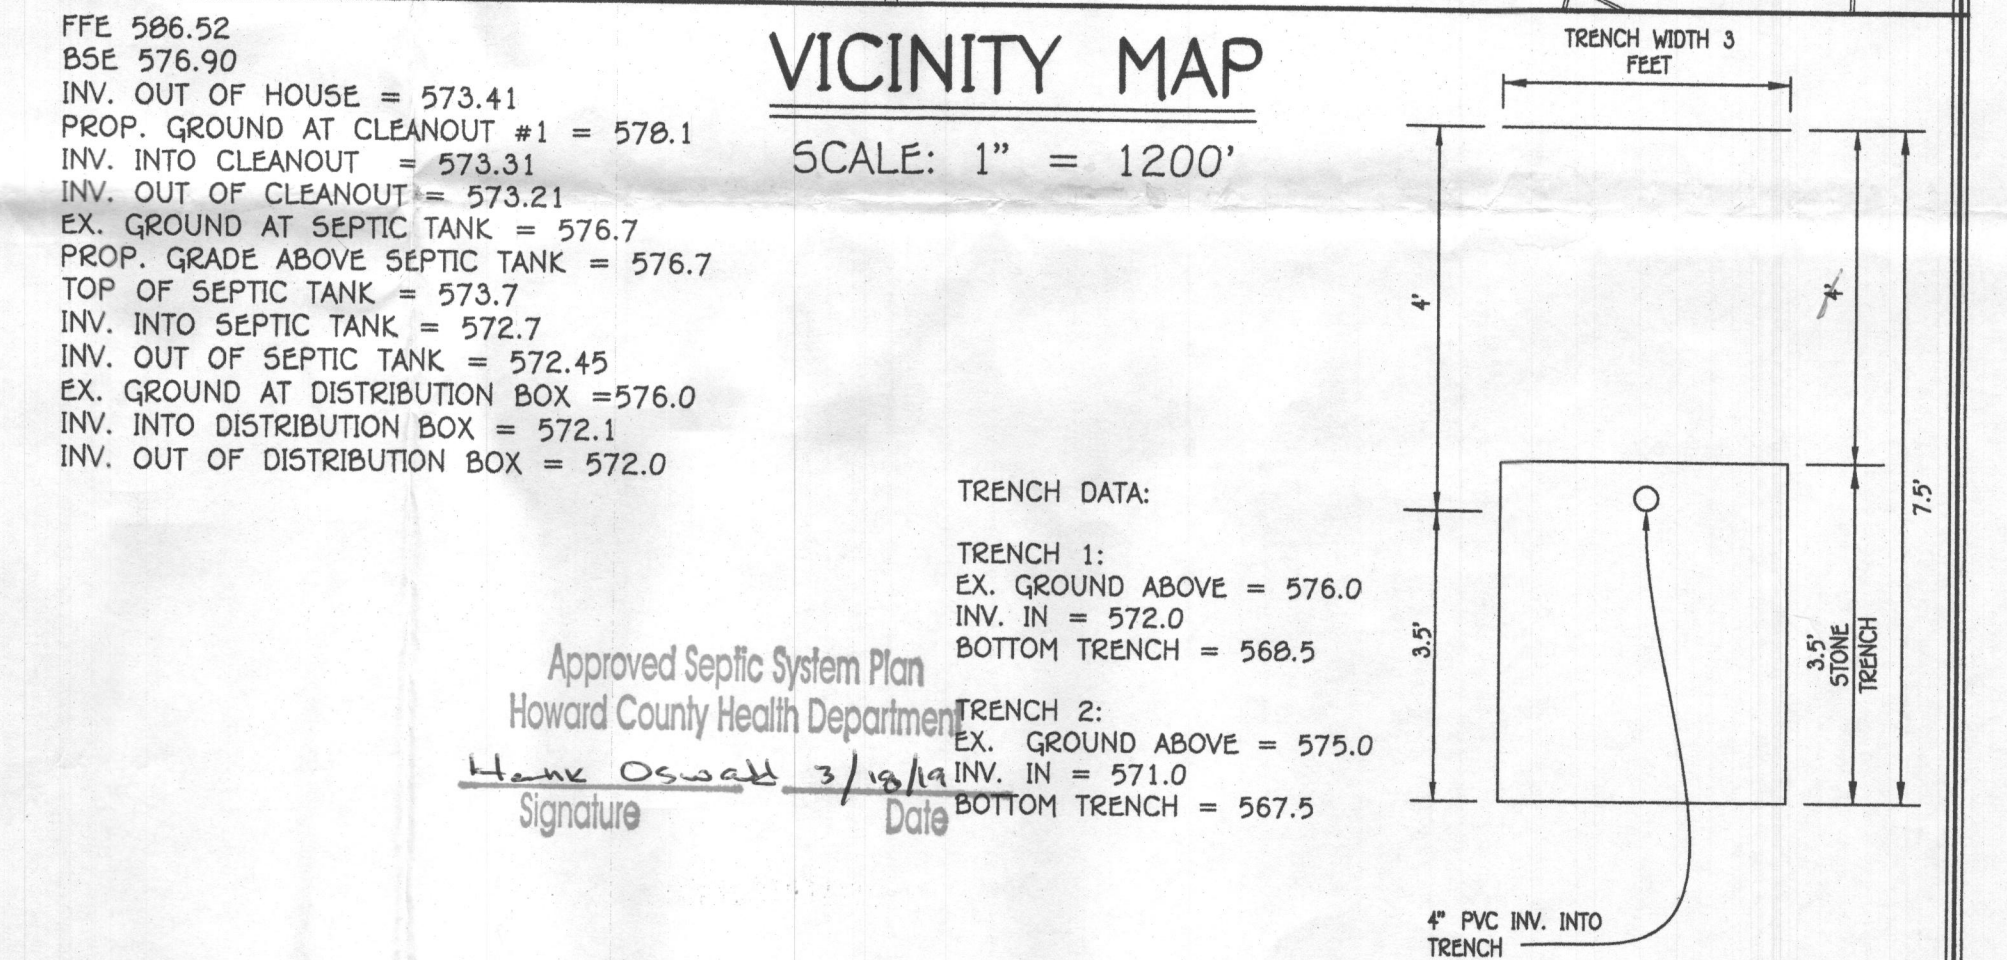 FFE 586.52
BSE 576.90
INV. OUT OF HOUSE = 573.41
PROP. GROUND AT CLEANOUT #1 = 578.1
INV. INTO CLEANOUT = 573.31
INV. OUT OF CLEANOUT = 573.21
EX. GROUND AT SEPTIC TANK = 576.7
PROP. GRADE ABOVE SEPTIC TANK = 576.7
TOP OF SEPTIC TANK = 573.7
INV. INTO SEPTIC TANK = 572.7
INV. OUT OF SEPTIC TANK = 572.45
EX. GROUND AT DISTRIBUTION BOX =576.0
INV. INTO DISTRIBUTION BOX = 572.1
INV. OUT OF DISTRIBUTION BOX = 572.0
VICINITY MAP
SCALE: 1" = 1200'
Approved Septic System Plan
Howard County Health Department
Hank Oswald 3/18/19
Signature Date
TRENCH DATA:
TRENCH 1:
EX. GROUND ABOVE = 576.0
INV. IN = 572.0
BOTTOM TRENCH = 568.5
TRENCH 2:
EX. GROUND ABOVE = 575.0
INV. IN = 571.0
BOTTOM TRENCH = 567.5
TRENCH WIDTH 3
FEET
4'
3.5'
4'
3.5'
STONE
TRENCH
7.5'
4" PVC INV. INTO
TRENCH